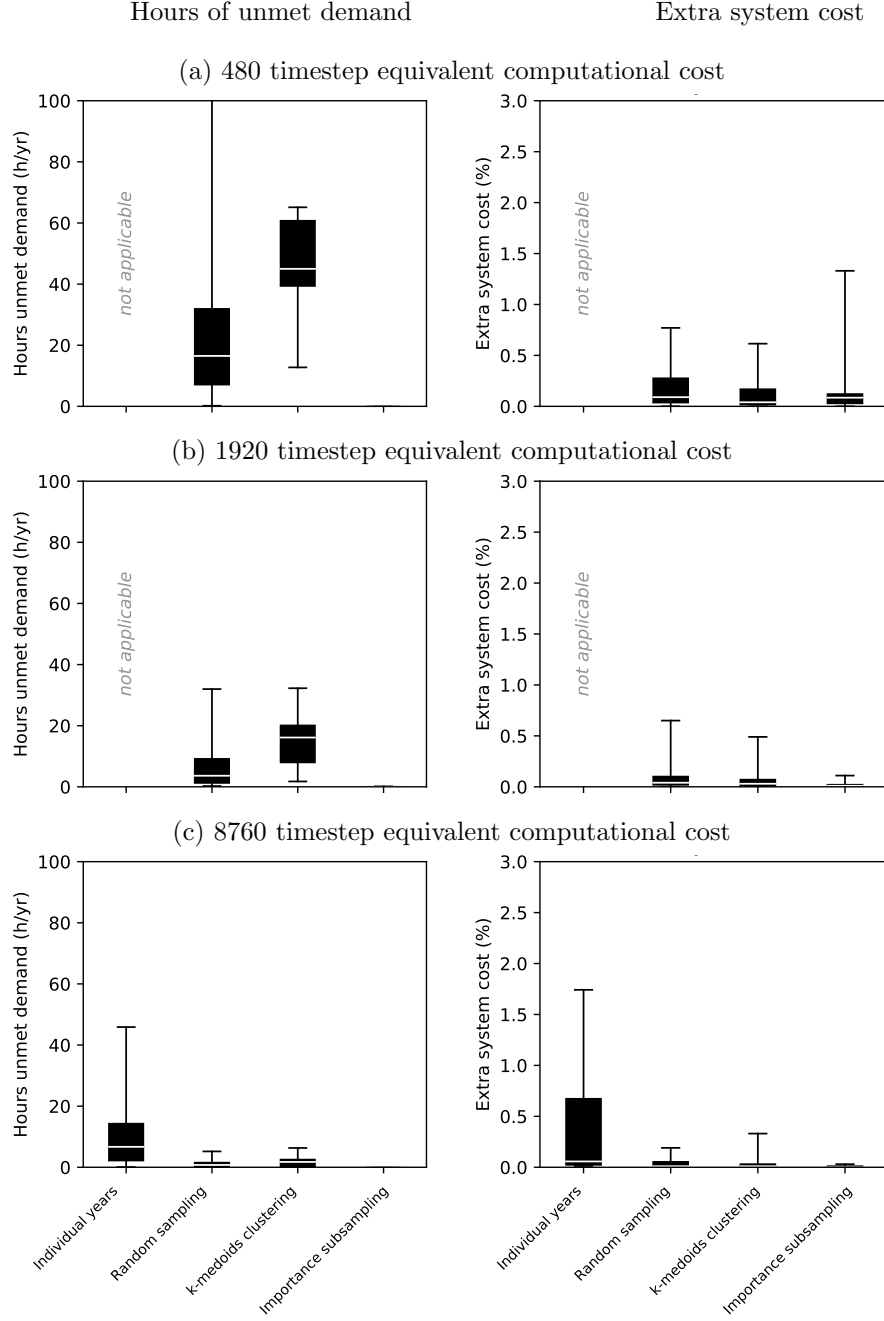 Hours of unmet demand
Extra system cost
(a) 480 timestep equivalent computational cost
Hours unmet demand (h/yr)
100
80
60
40
20
0
not applicable
Extra system cost (%)
3.0
2.5
2.0
1.5
1.0
0.5
0.0
not applicable
(b) 1920 timestep equivalent computational cost
Hours unmet demand (h/yr)
100
80
60
40
20
0
not applicable
Extra system cost (%)
3.0
2.5
2.0
1.5
1.0
0.5
0.0
not applicable
(c) 8760 timestep equivalent computational cost
Hours unmet demand (h/yr)
100
80
60
40
20
0
Individual years
Random sampling
k-medoids clustering
Importance subsampling
Extra system cost (%)
3.0
2.5
2.0
1.5
1.0
0.5
0.0
Individual years
Random sampling
k-medoids clustering
Importance subsampling